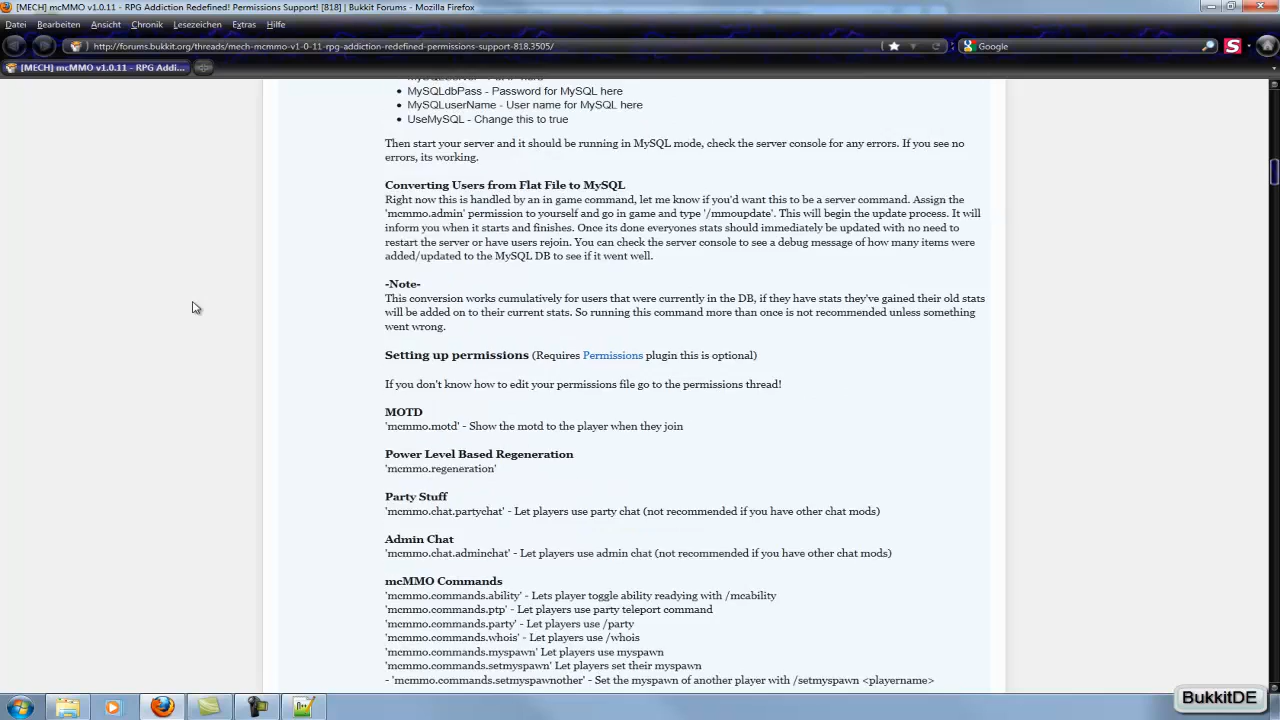 [MECH] mcMMO v1.0.11 - RPG Addiction Redefined! Permissions Support! [818] | Bukkit Forums - Mozilla Firefox
Datei Bearbeiten Ansicht Chronik Lesezeichen Extras Hilfe
http://forums.bukkit.org/threads/mech-mcmmo-v1-0-11-rpg-addiction-redefined-permissions-support-818.3505/
Google
[MECH] mcMMO v1.0.11 - RPG Addi...
MySQLdbPass - Password for MySQL here
MySQLuserName - User name for MySQL here
UseMySQL - Change this to true
Then start your server and it should be running in MySQL mode, check the server console for any errors. If you see no
errors, its working.
Converting Users from Flat File to MySQL
Right now this is handled by an in game command, let me know if you'd want this to be a server command. Assign the
'mcmmo.admin' permission to yourself and go in game and type '/mmoupdate'. This will begin the update process. It will
inform you when it starts and finishes. Once its done everyones stats should immediately be updated with no need to
restart the server or have users rejoin. You can check the server console to see a debug message of how many items were
added/updated to the MySQL DB to see if it went well.
-Note-
This conversion works cumulatively for users that were currently in the DB, if they have stats they've gained their old stats
will be added on to their current stats. So running this command more than once is not recommended unless something
went wrong.
Setting up permissions (Requires Permissions plugin this is optional)
If you don't know how to edit your permissions file go to the permissions thread!
MOTD
'mcmmo.motd' - Show the motd to the player when they join
Power Level Based Regeneration
'mcmmo.regeneration'
Party Stuff
'mcmmo.chat.partychat' - Let players use party chat (not recommended if you have other chat mods)
Admin Chat
'mcmmo.chat.adminchat' - Let players use admin chat (not recommended if you have other chat mods)
mcMMO Commands
'mcmmo.commands.ability' - Lets player toggle ability readying with /mcability
'mcmmo.commands.ptp' - Let players use party teleport command
'mcmmo.commands.party' - Let players use /party
'mcmmo.commands.whois' - Let players use /whois
'mcmmo.commands.myspawn' Let players use myspawn
'mcmmo.commands.setmyspawn' Let players set their myspawn
- 'mcmmo.commands.setmyspawnother' - Set the myspawn of another player with /setmyspawn <playername>
BukkitDE